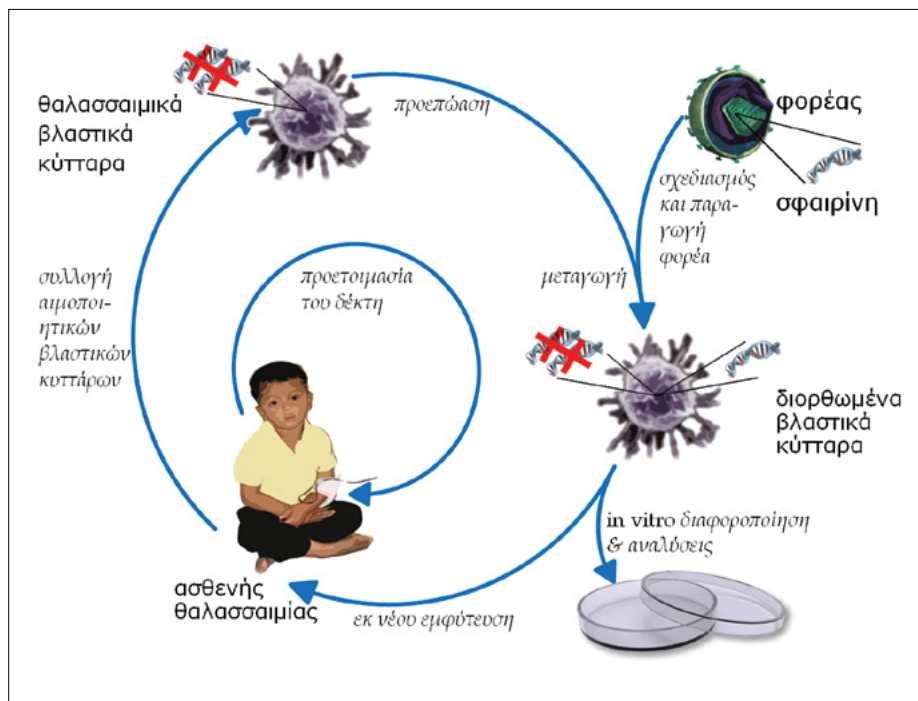 θαλασσαιμικά
βλαστικά
κύτταρα
προεπώαση
φορέας
σφαιρίνη
σχεδιασμός
και παρα-
γωγή
φορέα
συλλογή
αιμοποι-
ητικών
βλαστικών
κυττάρων
προετοιμασία
του δέκτη
μεταγωγή
διορθωμένα
βλαστικά
κύτταρα
in vitro διαφοροποίηση
& αναλύσεις
ασθενής
θαλασσαιμίας
εκ νέου εμφύτευση